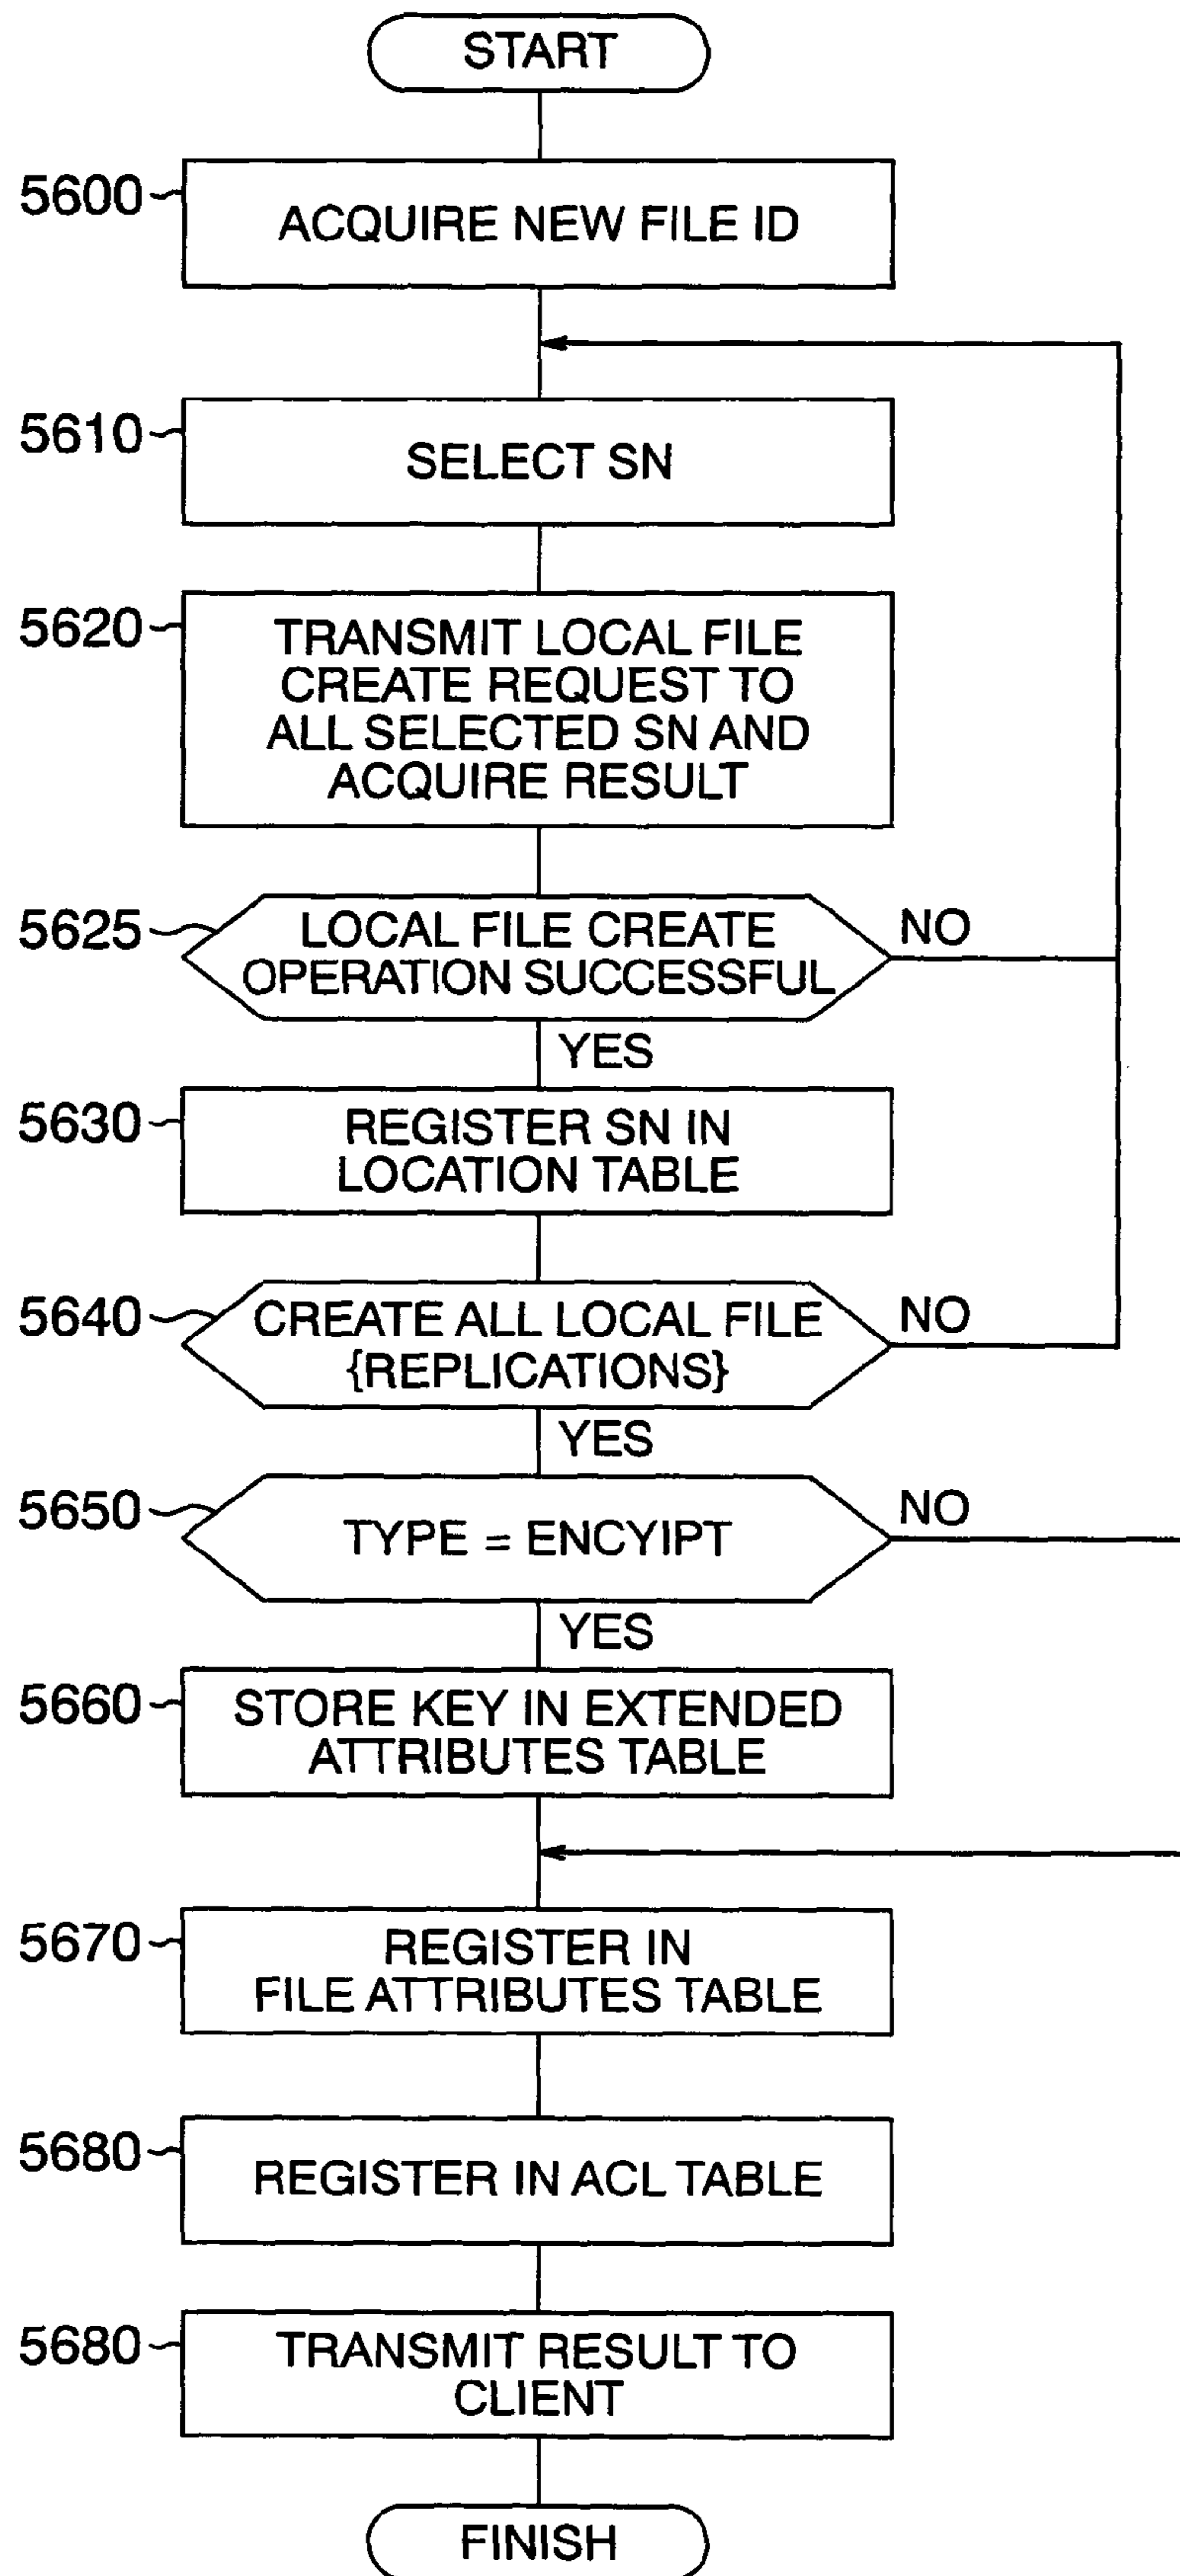 START
5600
ACQUIRE NEW FILE ID
5610
SELECT SN
5620
TRANSMIT LOCAL FILE
CREATE REQUEST TO
ALL SELECTED SN AND
ACQUIRE RESULT
5625
LOCAL FILE CREATE
OPERATION SUCCESSFUL
NO
YES
5630
REGISTER SN IN
LOCATION TABLE
5640
CREATE ALL LOCAL FILE
{REPLICATIONS}
NO
YES
5650
TYPE = ENCYIPT
NO
YES
5660
STORE KEY IN EXTENDED
ATTRIBUTES TABLE
5670
REGISTER IN
FILE ATTRIBUTES TABLE
5680
REGISTER IN ACL TABLE
5680
TRANSMIT RESULT TO
CLIENT
FINISH